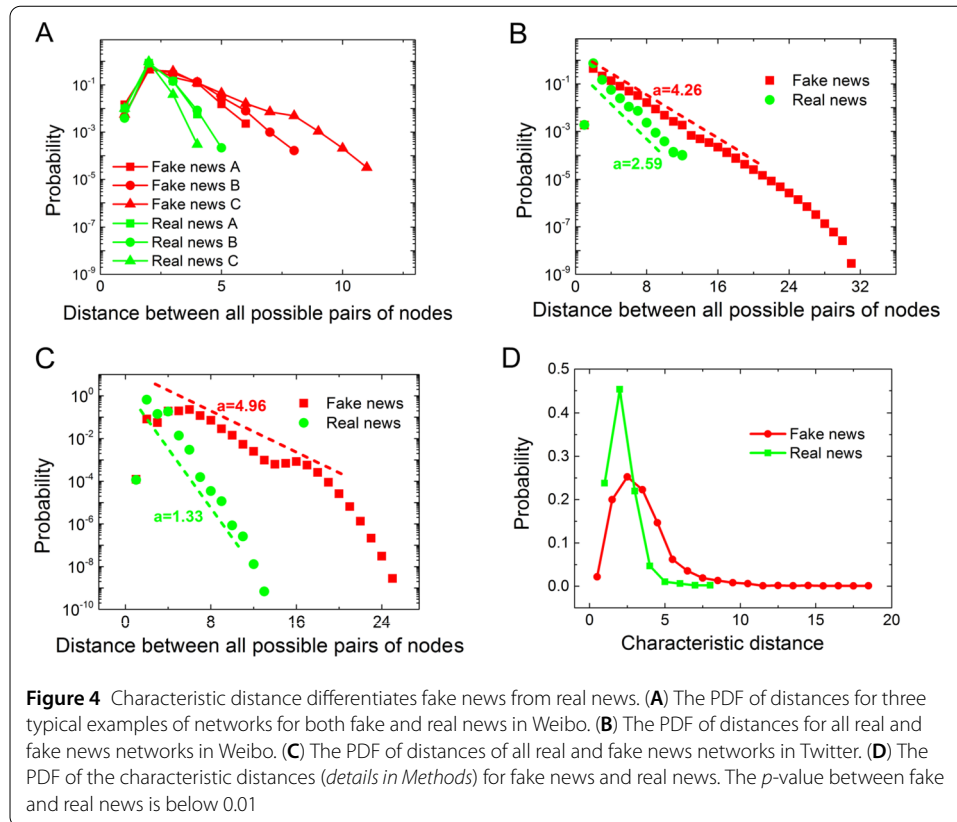 A
10⁻¹
10⁻³
10⁻⁵
10⁻⁷
10⁻⁹
Probability
Fake news A
Fake news B
Fake news C
Real news A
Real news B
Real news C
0 5 10
Distance between all possible pairs of nodes
B
10⁻¹
10⁻³
10⁻⁵
10⁻⁷
10⁻⁹
Probability
a=4.26
a=2.59
Fake news
Real news
0 8 16 24 32
Distance between all possible pairs of nodes
C
10⁰
10⁻²
10⁻⁴
10⁻⁶
10⁻⁸
10⁻¹⁰
Probability
a=4.96
a=1.33
Fake news
Real news
0 8 16 24
Distance between all possible pairs of nodes
D
0.5
0.4
0.3
0.2
0.1
0.0
Probability
Fake news
Real news
0 5 10 15 20
Characteristic distance
Figure 4 Characteristic distance differentiates fake news from real news. (A) The PDF of distances for three
typical examples of networks for both fake and real news in Weibo. (B) The PDF of distances for all real and
fake news networks in Weibo. (C) The PDF of distances of all real and fake news networks in Twitter. (D) The
PDF of the characteristic distances (details in Methods) for fake news and real news. The p-value between fake
and real news is below 0.01